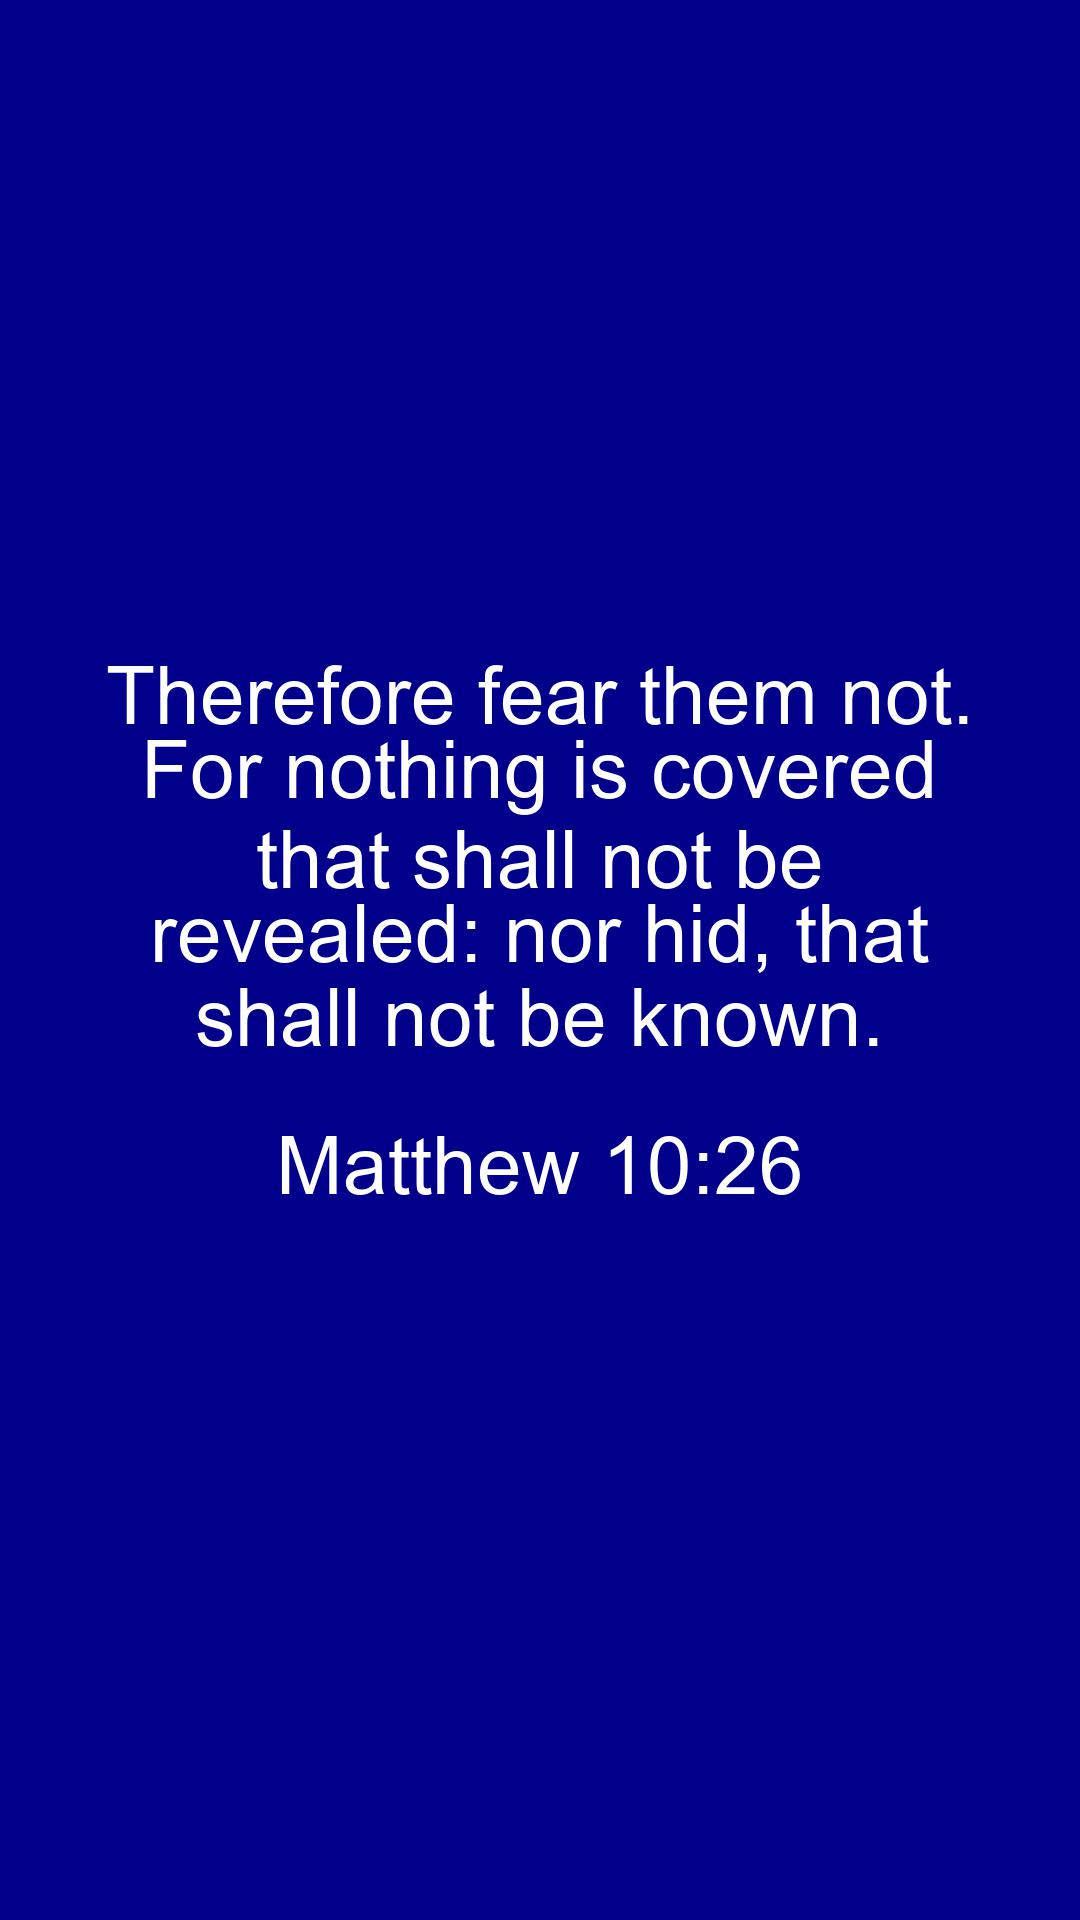 Therefore fear them not.
For nothing is covered
that shall not be
revealed: nor hid, that
shall not be known.
Matthew 10:26